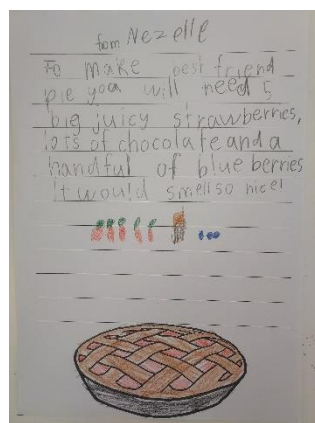 from Nezelle
To make best friend
pie you will need 5
big juicy strawberries,
lots of chocolate and a
handful of blue berries
it would smell so nice!